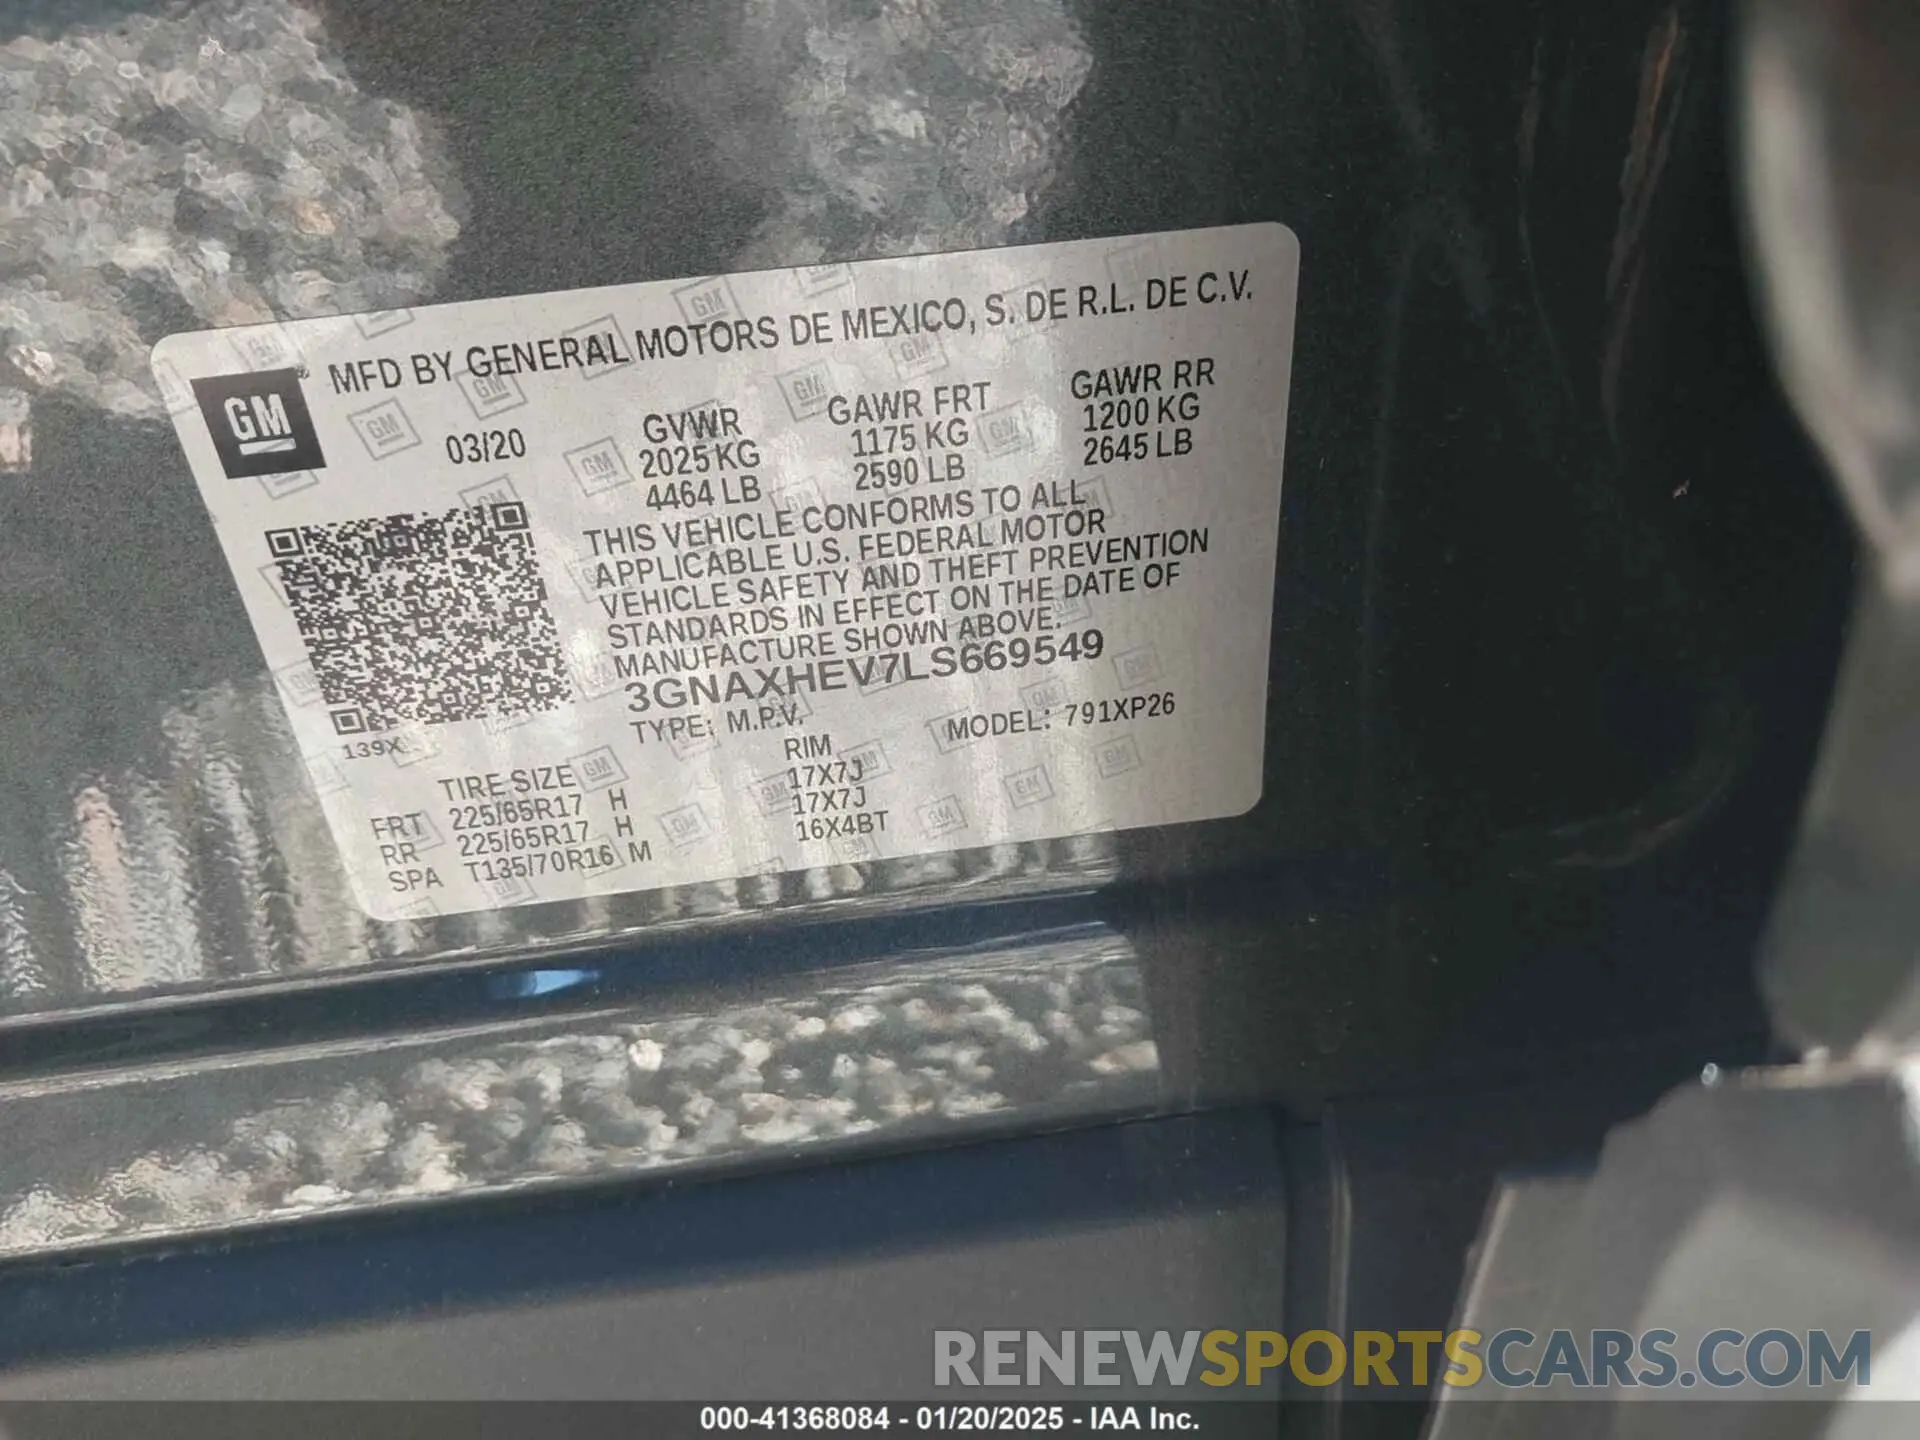 MFD BY GENERAL MOTORS DE MEXICO, S. DE R.L. DE C.V.
GM
03/20
GVWR
2025 KG
4464 LB
GAWR FRT
1175 KG
2590 LB
GAWR RR
1200 KG
2645 LB
THIS VEHICLE CONFORMS TO ALL
APPLICABLE U.S. FEDERAL MOTOR
VEHICLE SAFETY AND THEFT PREVENTION
STANDARDS IN EFFECT ON THE DATE OF
MANUFACTURE SHOWN ABOVE.
3GNAXHEV7LS669549
TYPE: M.P.V.
MODEL: 791XP26
139X
TIRE SIZE RIM
FRT 225/65R17 H 17X7J
RR 225/65R17 H 17X7J
SPA T135/70R16 M 16X4BT
RENEWSPORTSCARS.COM
000-41368084 - 01/20/2025 - IAA Inc.